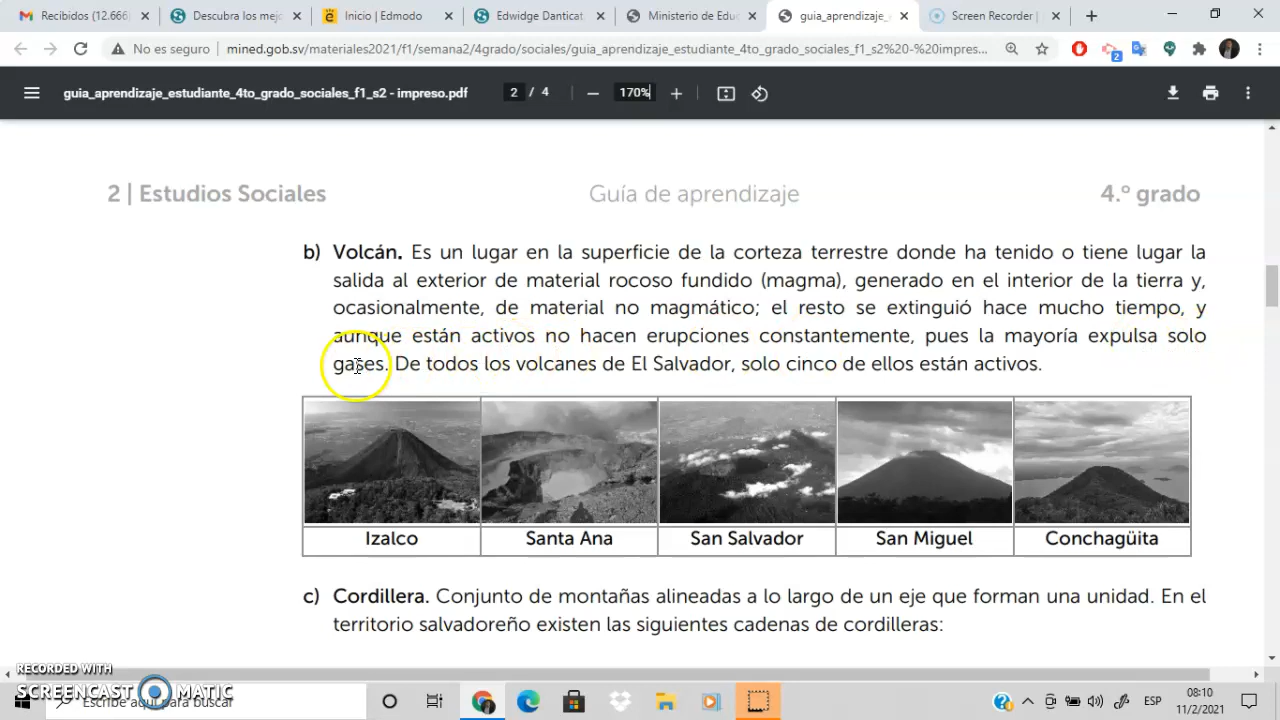 Recibidos (12.666)
Descubra los mejo
Inicio | Edmodo
Edwidge Danticat,
Ministerio de Edu
guia_aprendizaje_
Screen Recorder |
No es seguro
mined.gob.sv/materiales2021/f1/semana2/4grado/sociales/guia_aprendizaje_estudiante_4to_grado_sociales_f1_s2%20-%20impres...
2
guia_aprendizaje_estudiante_4to_grado_sociales_f1_s2 - impreso.pdf
2 / 4
170%
2 | Estudios Sociales
Guía de aprendizaje
4.º grado
b) Volcán. Es un lugar en la superficie de la corteza terrestre donde ha tenido o tiene lugar la
salida al exterior de material rocoso fundido (magma), generado en el interior de la tierra y,
ocasionalmente, de material no magmático; el resto se extinguió hace mucho tiempo, y
aunque están activos no hacen erupciones constantemente, pues la mayoría expulsa solo
gases. De todos los volcanes de El Salvador, solo cinco de ellos están activos.
Izalco
Santa Ana
San Salvador
San Miguel
Conchagüita
c) Cordillera. Conjunto de montañas alineadas a lo largo de un eje que forman una unidad. En el
territorio salvadoreño existen las siguientes cadenas de cordilleras:
RECORDED WITH
SCREENCAST MATIC
Escribe aquí para buscar
ESP
08:10
11/2/2021